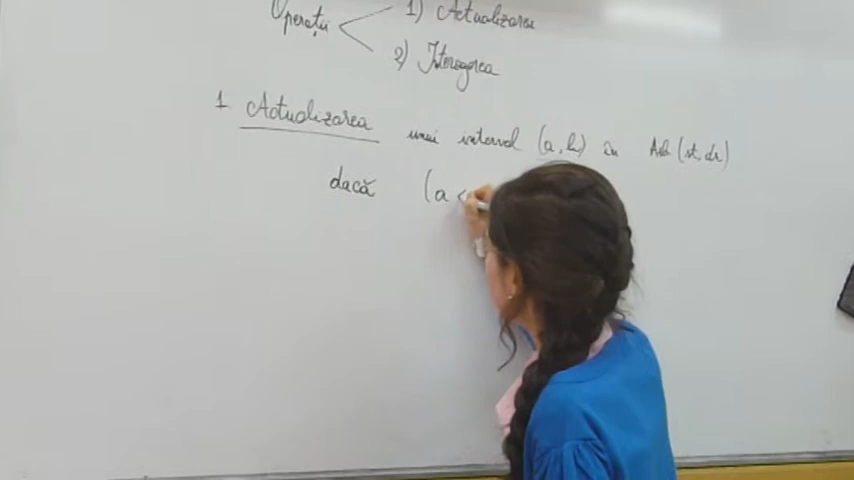 Operații 1) Actualizarea
2) Interogarea
1 Actualizarea unui interval (a, b) în Arb (st, dr)
dacă (a <